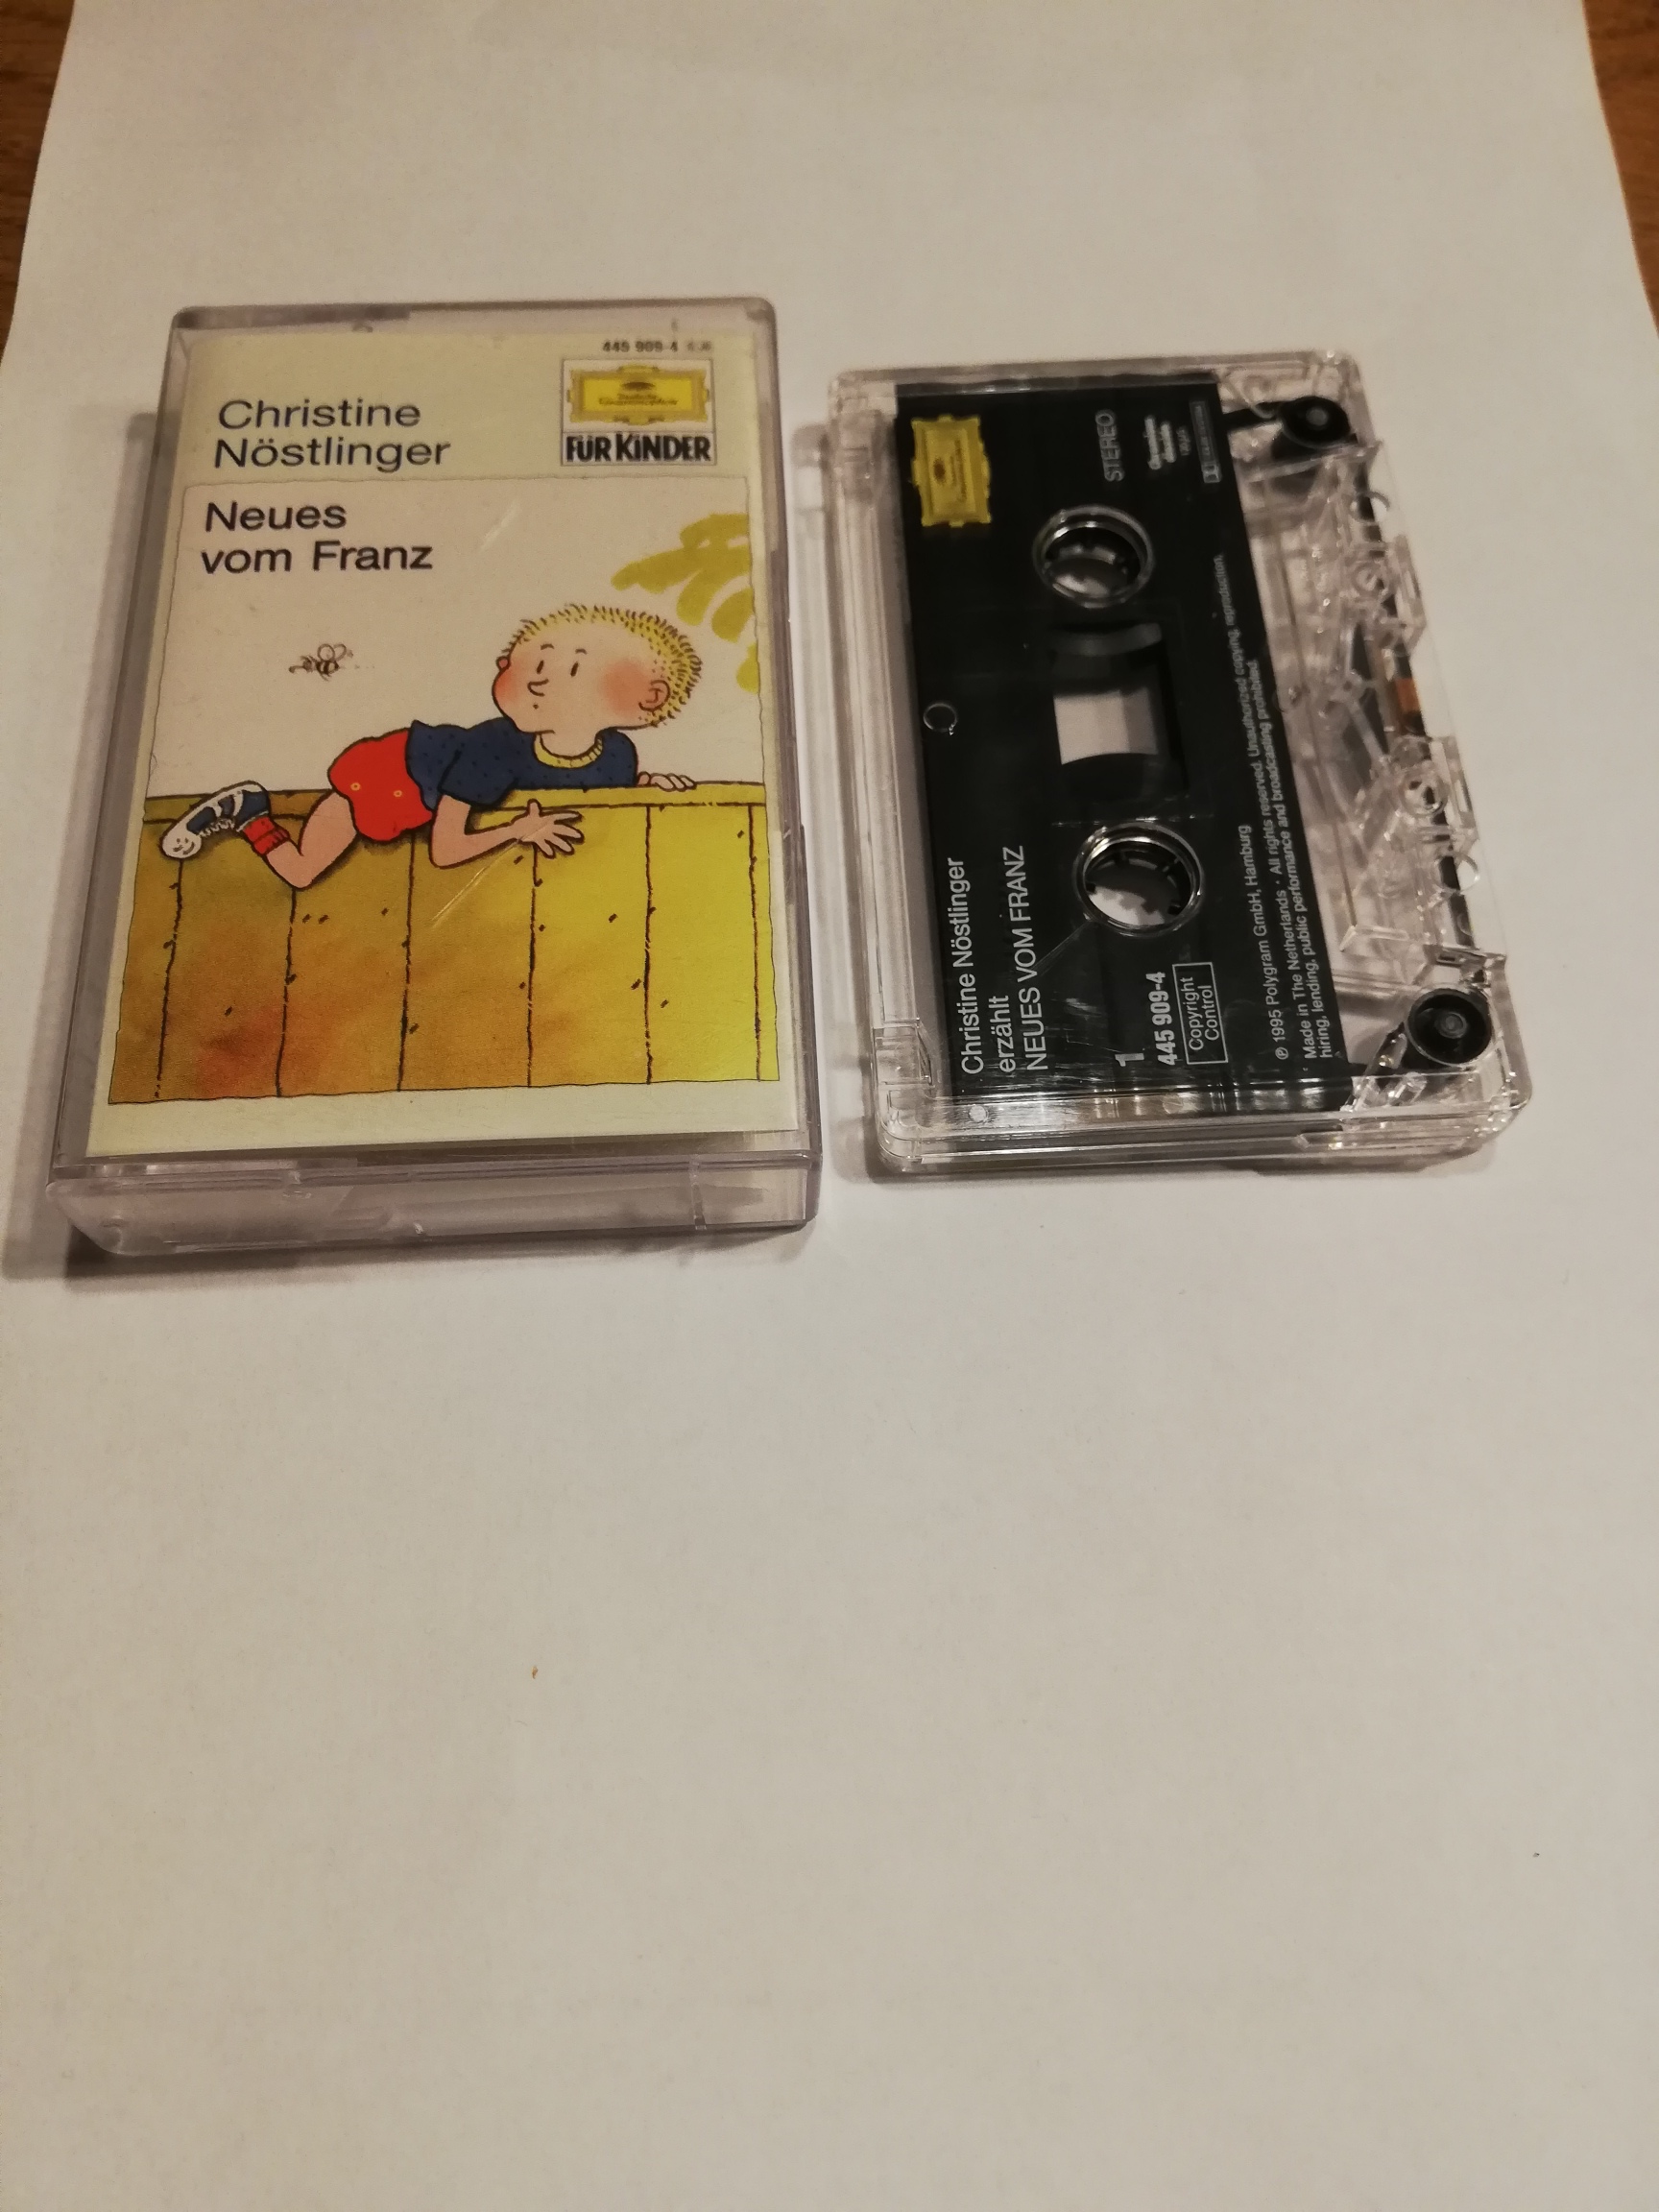 445 909-4
Deutsche
Grammophon
FÜR KiNDER
Christine
Nöstlinger
Neues
vom Franz
STEREO
Christine Nöstlinger
erzählt
NEUES VOM FRANZ
1
445 909-4
Copyright
Control
℗ 1995 Polygram GmbH, Hamburg
Made in The Netherlands · All rights reserved. Unauthorized copying, reproduction,
hiring, lending, public performance and broadcasting prohibited.